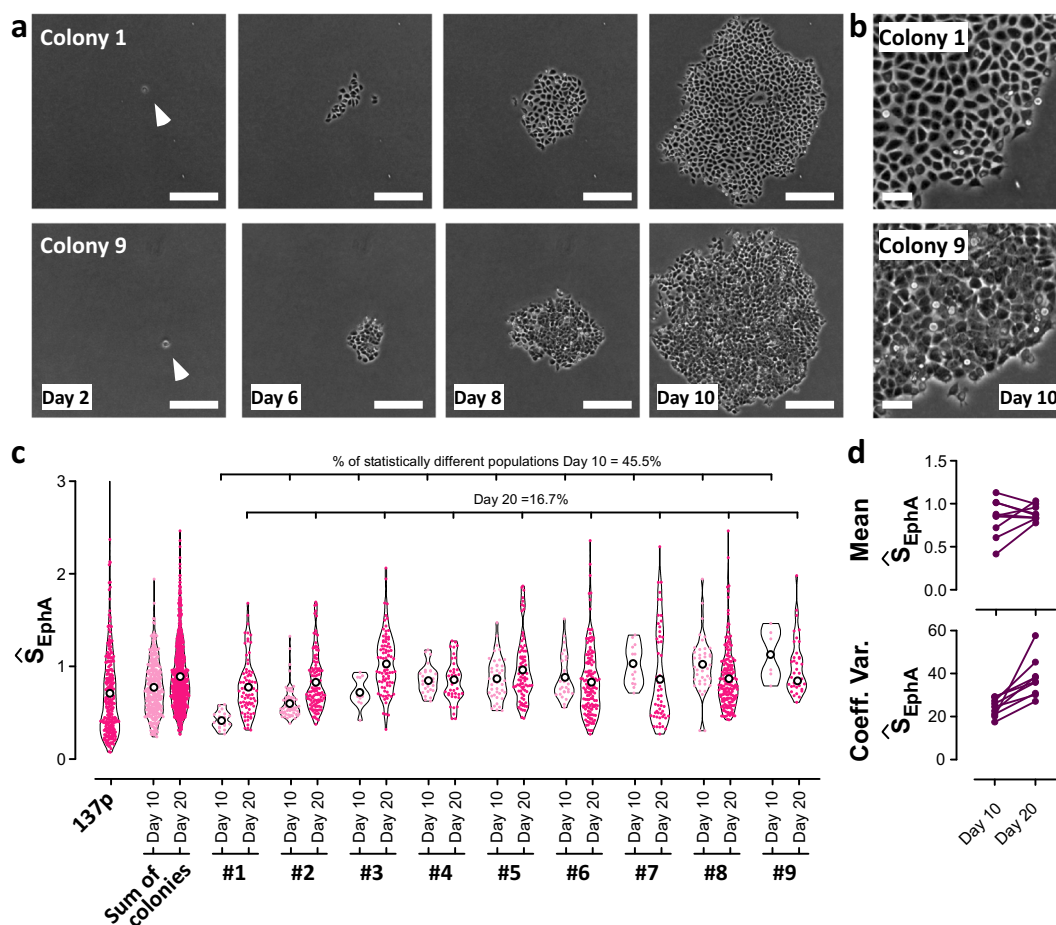 a
Colony 1
Colony 9
Day 2
Day 6
Day 8
Day 10
b
Colony 1
Colony 9
Day 10
c
% of statistically different populations Day 10 = 45.5%
Day 20 =16.7%
ŜEphA
3
2
1
0
137p
Day 10
Day 20
Day 10
Day 20
Day 10
Day 20
Day 10
Day 20
Day 10
Day 20
Day 10
Day 20
Day 10
Day 20
Day 10
Day 20
Day 10
Day 20
Day 10
Day 20
Sum of
colonies
#1
#2
#3
#4
#5
#6
#7
#8
#9
d
Mean
ŜEphA
1.5
1.0
0.5
0.0
Coeff. Var.
ŜEphA
60
40
20
0
Day 10
Day 20